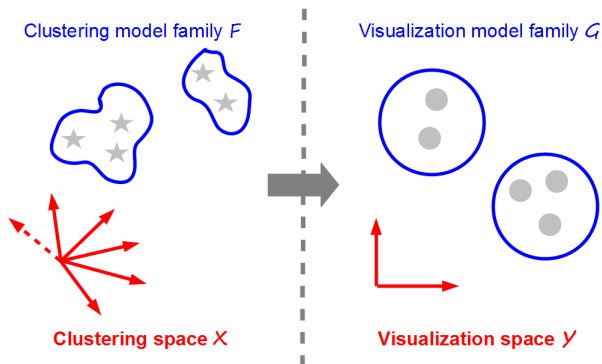 Clustering model family F
Visualization model family G
Clustering space X
Visualization space Y